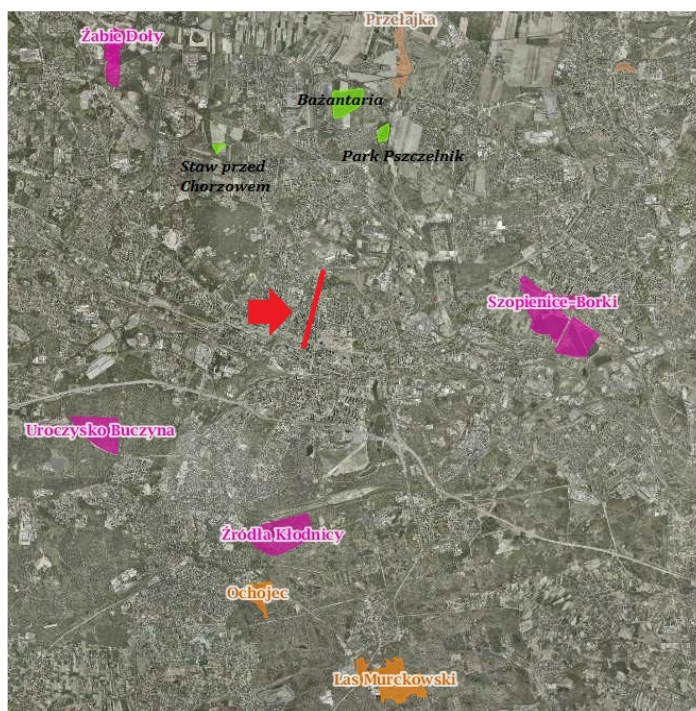 Przełajka
Żabie Doły
Bażantaria
Park Pszczelnik
Staw przed
Chorzowem
Szopienice-Borki
Uroczysko Buczyna
Źródła Kłodnicy
Ochojec
Las Murckowski